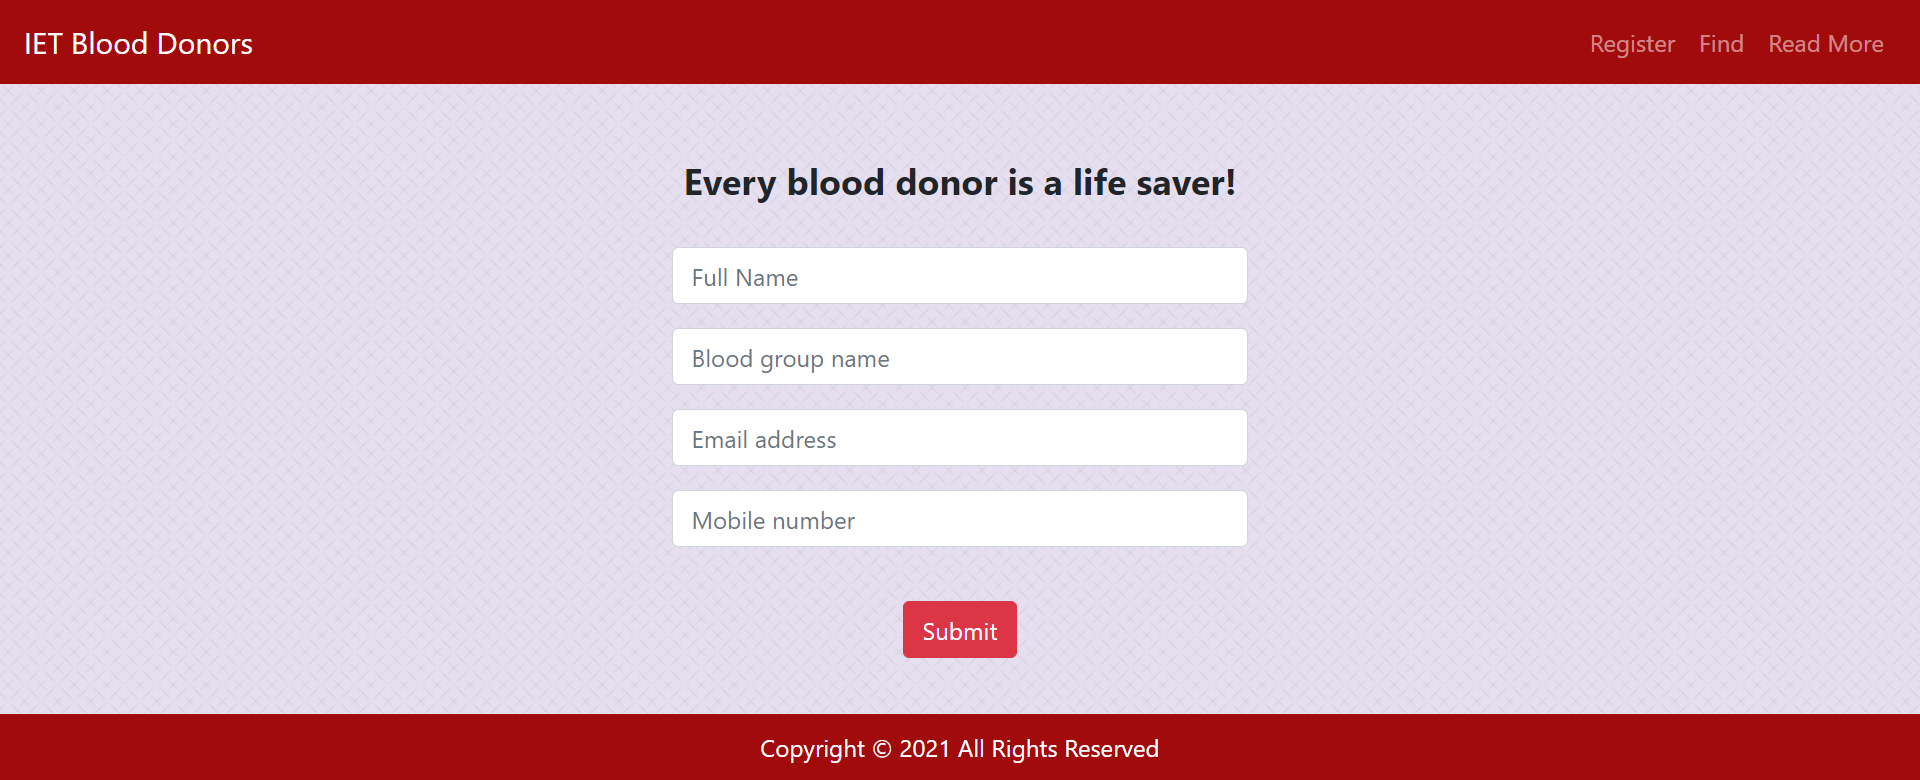 IET Blood Donors
Register Find Read More
Every blood donor is a life saver!
Full Name
Blood group name
Email address
Mobile number
Submit
Copyright © 2021 All Rights Reserved